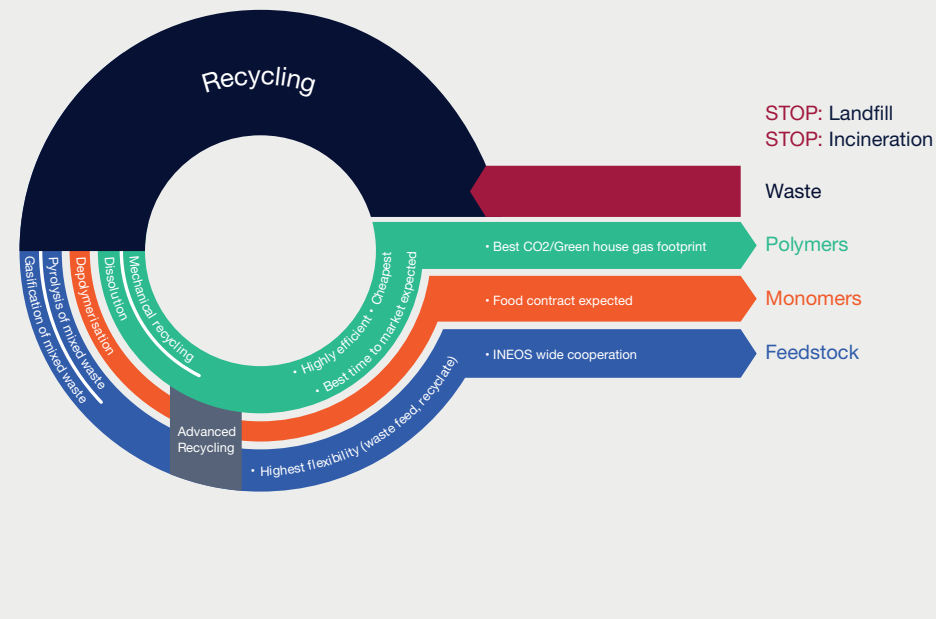 Recycling
STOP: Landfill
STOP: Incineration
Waste
• Best CO2/Green house gas footprint
Polymers
• Food contract expected
Monomers
• INEOS wide cooperation
Feedstock
Gasification of mixed waste
Pyrolysis of mixed waste
Depolymerisation
Dissolution
Mechanical recycling
• Highly efficient • Cheapest
• Best time to market expected
• Highest flexibility (waste feed, recyclate)
Advanced
Recycling